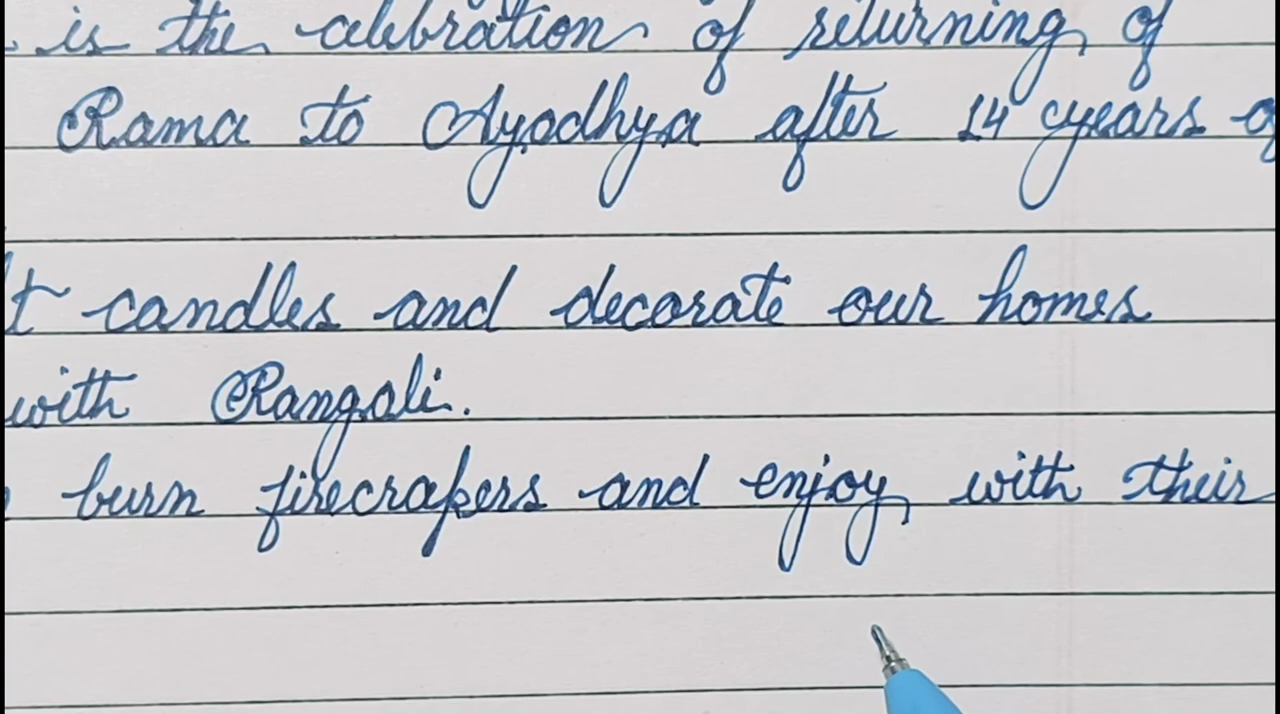 is the celebration of returning of
Rama to Ayodhya after 14 years
candles and decorate our homes
with Rangoli.
burn firecrapers and enjoy with their